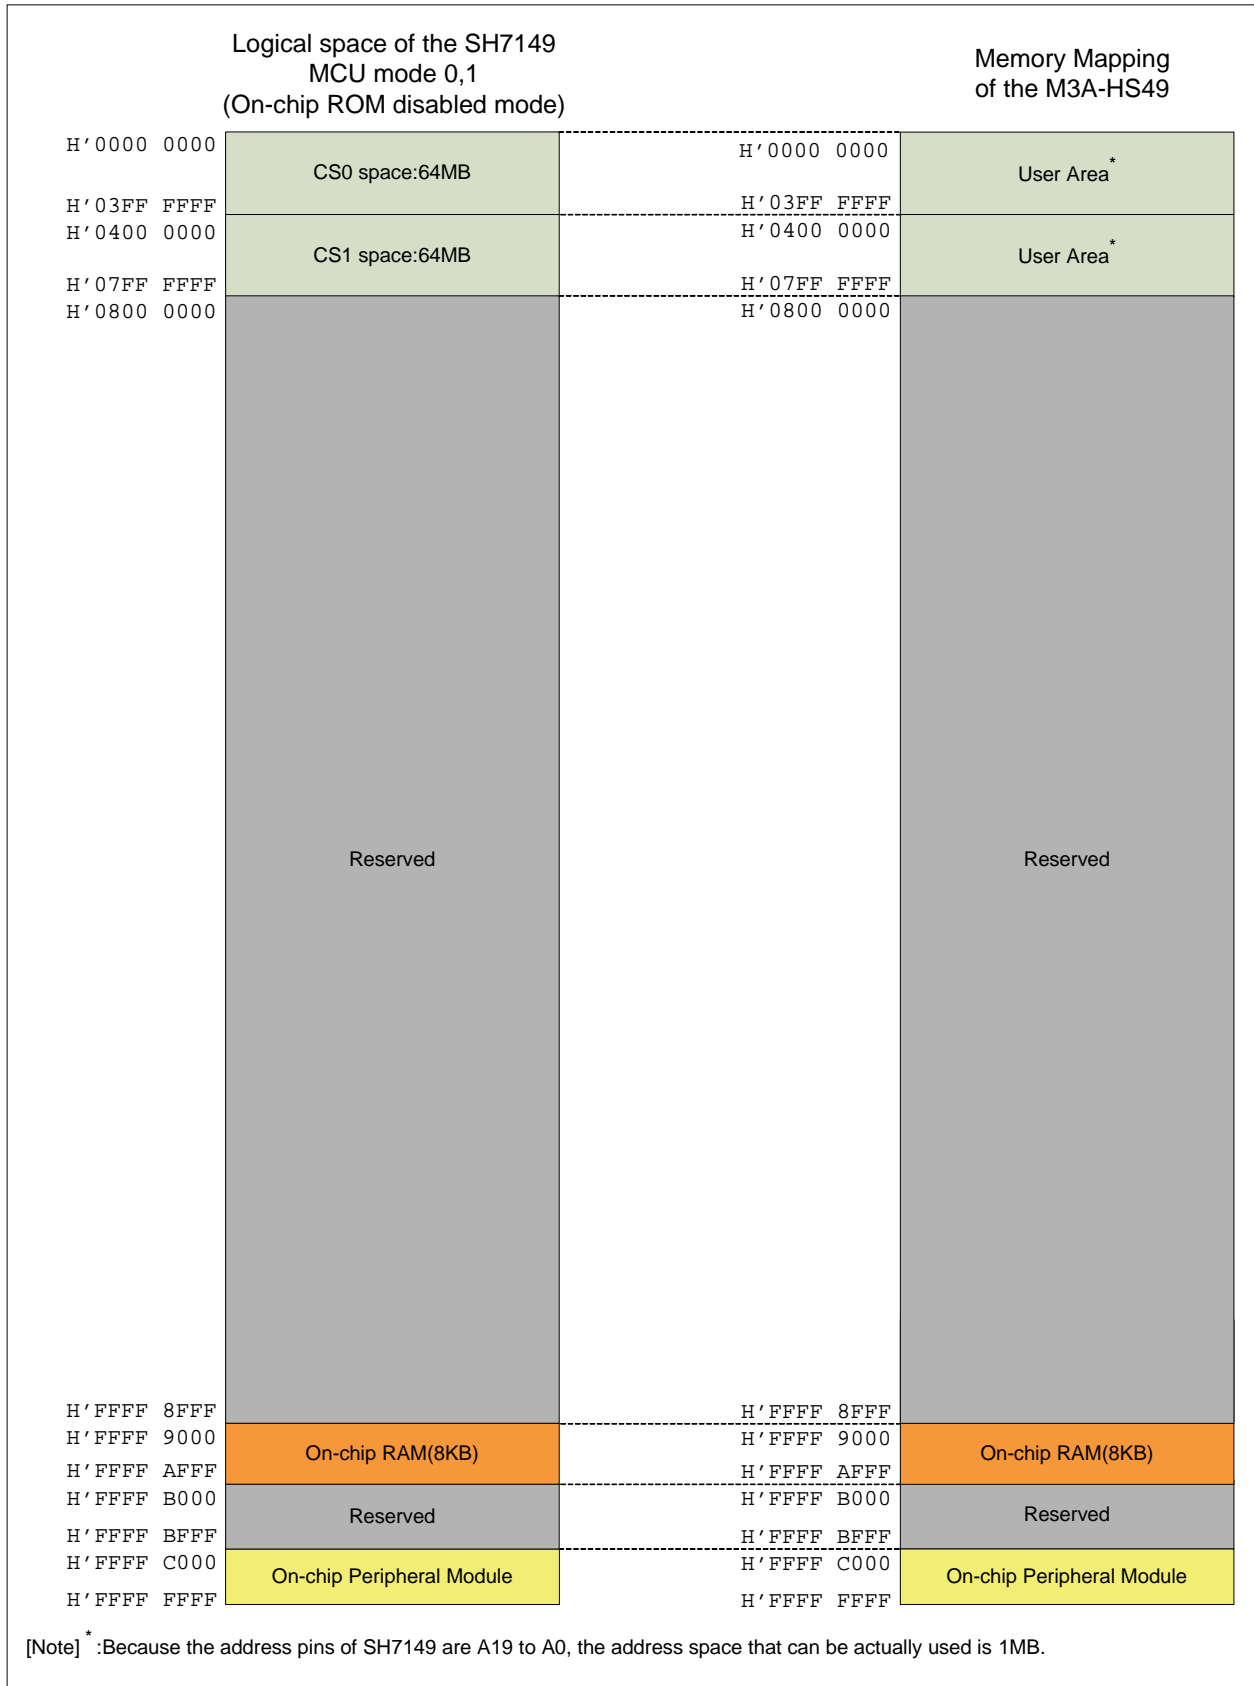 Logical space of the SH7149
MCU mode 0,1
(On-chip ROM disabled mode)
Memory Mapping
of the M3A-HS49
H'0000 0000
CS0 space:64MB
H'03FF FFFF
H'0400 0000
CS1 space:64MB
H'07FF FFFF
H'0800 0000
Reserved
H'FFFF 8FFF
H'FFFF 9000
On-chip RAM(8KB)
H'FFFF AFFF
H'FFFF B000
Reserved
H'FFFF BFFF
H'FFFF C000
On-chip Peripheral Module
H'FFFF FFFF
H'0000 0000
User Area*
H'03FF FFFF
H'0400 0000
User Area*
H'07FF FFFF
H'0800 0000
Reserved
H'FFFF 8FFF
H'FFFF 9000
On-chip RAM(8KB)
H'FFFF AFFF
H'FFFF B000
Reserved
H'FFFF BFFF
H'FFFF C000
On-chip Peripheral Module
H'FFFF FFFF
[Note] * :Because the address pins of SH7149 are A19 to A0, the address space that can be actually used is 1MB.